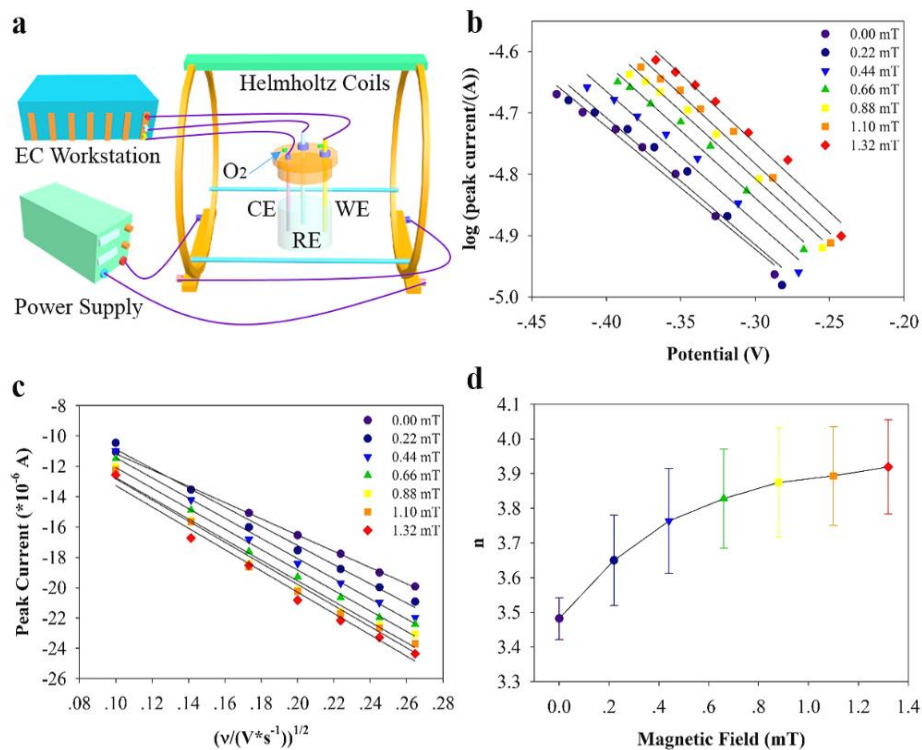 a
Helmholtz Coils
EC Workstation
O2
CE
WE
RE
Power Supply
b
log (peak current/(A))
-4.6
-4.7
-4.8
-4.9
-5.0
-.45
-.40
-.35
-.30
-.25
-.20
Potential (V)
0.00 mT
0.22 mT
0.44 mT
0.66 mT
0.88 mT
1.10 mT
1.32 mT
c
Peak Current (*10-6 A)
-8
-10
-12
-14
-16
-18
-20
-22
-24
-26
.08
.10
.12
.14
.16
.18
.20
.22
.24
.26
.28
(ν/(V*s-1))1/2
0.00 mT
0.22 mT
0.44 mT
0.66 mT
0.88 mT
1.10 mT
1.32 mT
d
n
4.1
4.0
3.9
3.8
3.7
3.6
3.5
3.4
3.3
0.0
.2
.4
.6
.8
1.0
1.2
1.4
Magnetic Field (mT)